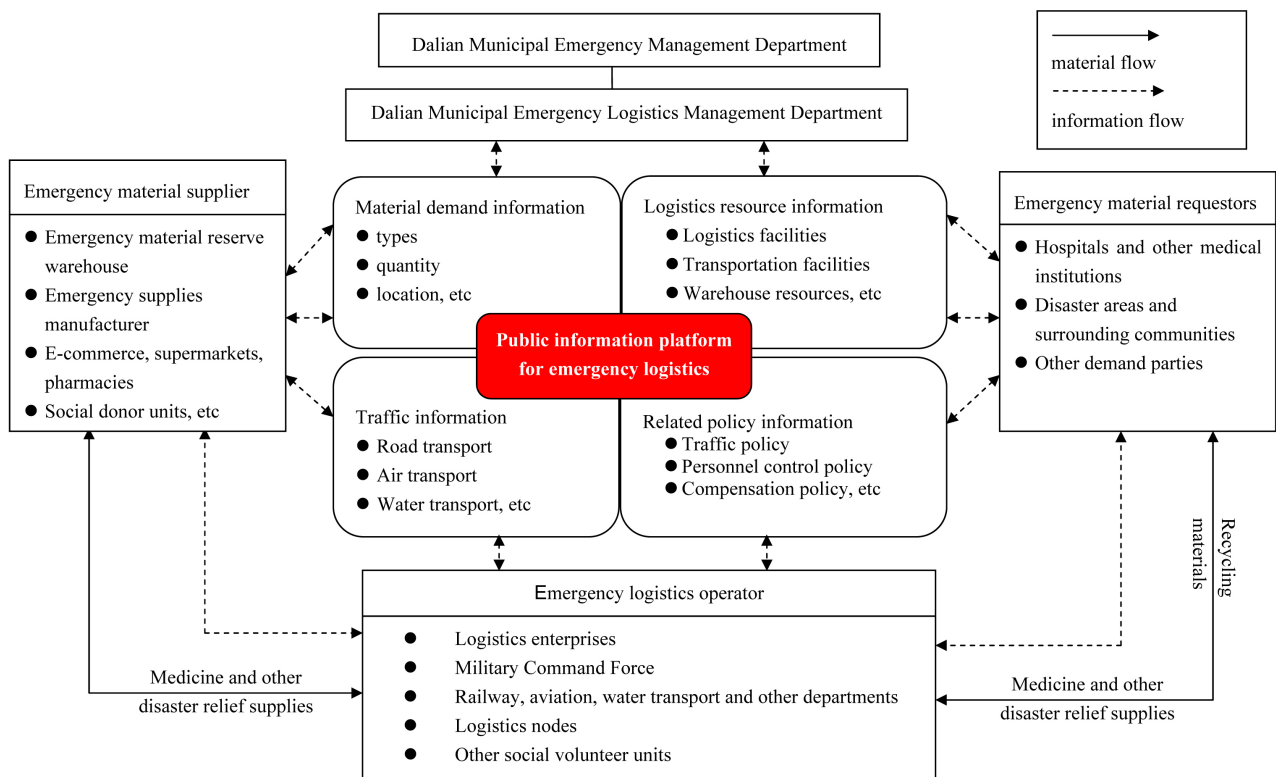 Dalian Municipal Emergency Management Department
Dalian Municipal Emergency Logistics Management Department
material flow
information flow
Emergency material supplier
● Emergency material reserve
warehouse
● Emergency supplies
manufacturer
● E-commerce, supermarkets,
pharmacies
● Social donor units, etc
Material demand information
● types
● quantity
● location, etc
Logistics resource information
● Logistics facilities
● Transportation facilities
● Warehouse resources, etc
Public information platform
for emergency logistics
Traffic information
● Road transport
● Air transport
● Water transport, etc
Related policy information
● Traffic policy
● Personnel control policy
● Compensation policy, etc
Emergency material requestors
● Hospitals and other medical
institutions
● Disaster areas and
surrounding communities
● Other demand parties
Recycling
materials
Emergency logistics operator
● Logistics enterprises
● Military Command Force
● Railway, aviation, water transport and other departments
● Logistics nodes
● Other social volunteer units
Medicine and other
disaster relief supplies
Medicine and other
disaster relief supplies